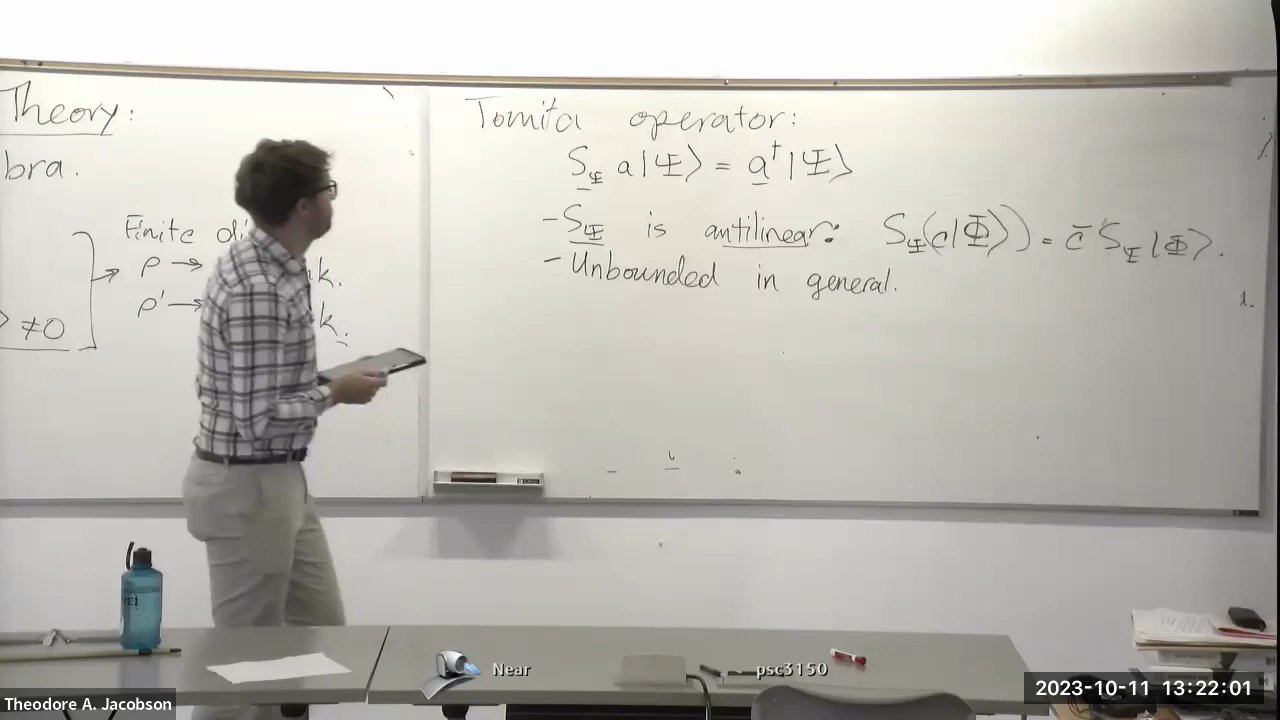 Theory:
bra.
Finite di
ρ →
k.
ρ' →
k.
≠0
Tomita operator:
S_Ψ a|Ψ⟩ = a†|Ψ⟩
- S_Ψ is antilinear: S_Ψ(c|Φ⟩) = c̄ S_Ψ|Φ⟩.
- Unbounded in general.
Near
psc3150
2023-10-11 13:22:01
Theodore A. Jacobson